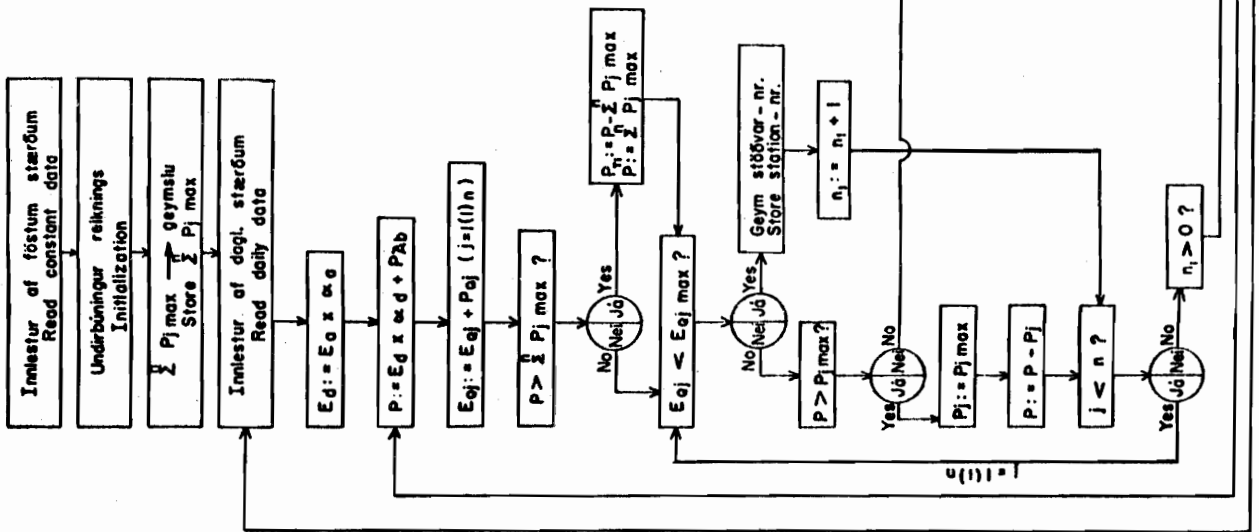 Innlestur af föstum stærðum
Read constant data
Undirbúningur reiknings
Initialization
n
Σ Pj max → geymslu
n
Store Σ Pj max
Innlestur af dagl. stærðum
Read daily data
Ed := Ea x αa
P := Ed x αd + PAb
Eaj := Eaj + Paj (j=1(1)n)
n
P > Σ Pj max ?
No Nei Já Yes
n
Pn := P - Σ Pj max
n
P := Σ Pj max
Eaj < Eaj max ?
No Nei Já Yes
Geym stöðvar-nr.
Store station-nr.
n₁ := n₁ + 1
P > Pj max ?
Yes Já Nei No
Pj := Pj max
P := P - Pj
j < n ?
Yes Já Nei No
n₁ > 0 ?
j = 1(1)n